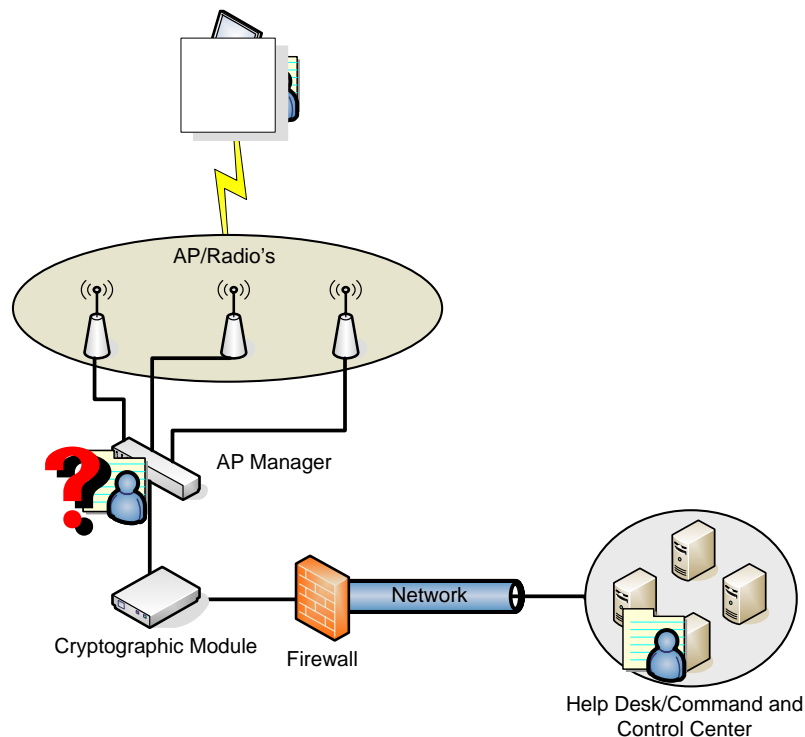 AP/Radio's
AP Manager
Cryptographic Module
Firewall
Network
Help Desk/Command and
Control Center